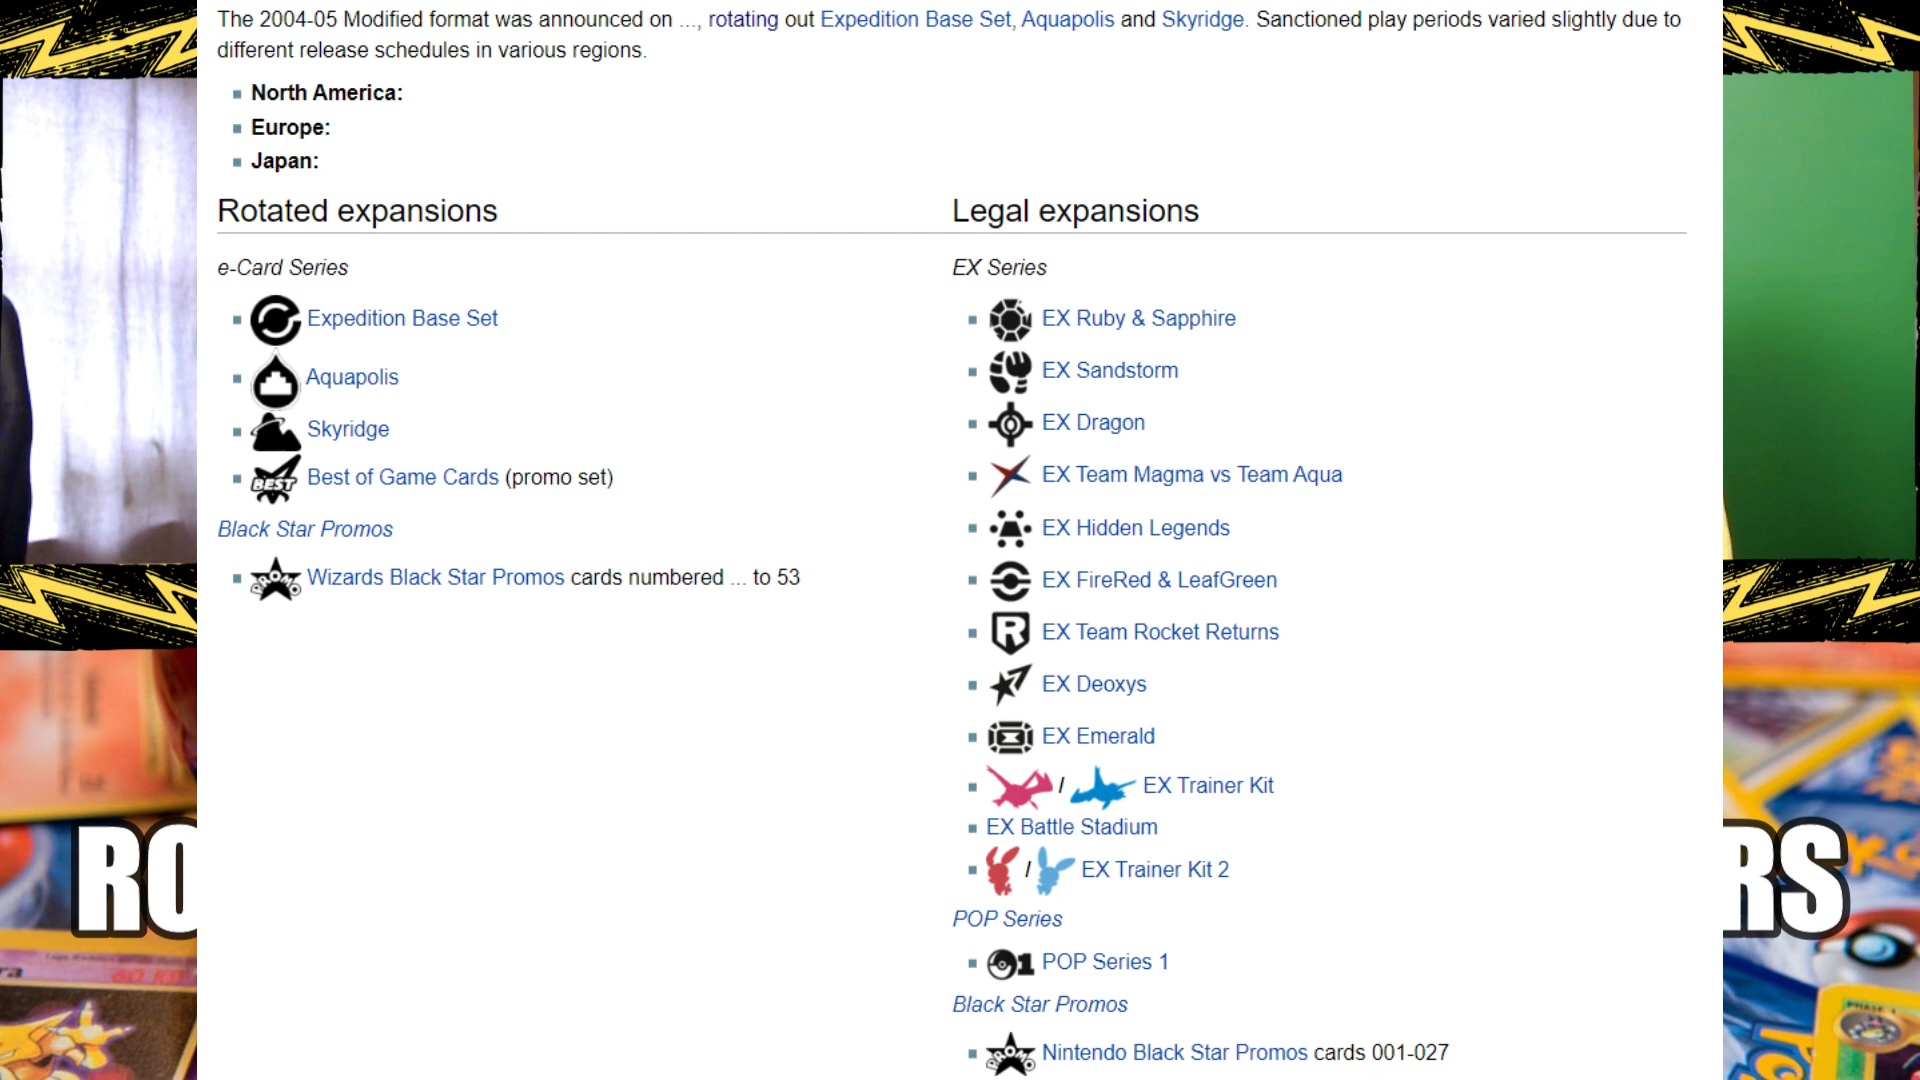 The 2004-05 Modified format was announced on ..., rotating out Expedition Base Set, Aquapolis and Skyridge. Sanctioned play periods varied slightly due to
different release schedules in various regions.
North America:
Europe:
Japan:
Rotated expansions
e-Card Series
Expedition Base Set
Aquapolis
Skyridge
BEST Best of Game Cards (promo set)
Black Star Promos
PROMO Wizards Black Star Promos cards numbered ... to 53
Legal expansions
EX Series
EX Ruby & Sapphire
EX Sandstorm
EX Dragon
EX Team Magma vs Team Aqua
EX Hidden Legends
EX FireRed & LeafGreen
R EX Team Rocket Returns
EX Deoxys
EX Emerald
/ EX Trainer Kit
EX Battle Stadium
/ EX Trainer Kit 2
POP Series
1 POP Series 1
Black Star Promos
PROMO Nintendo Black Star Promos cards 001-027
RO
RS